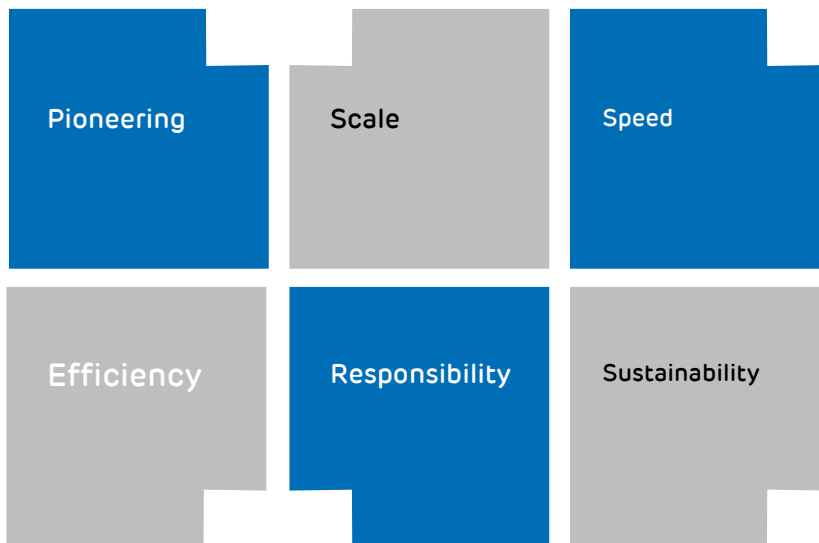 Pioneering
Scale
Speed
Efficiency
Responsibility
Sustainability